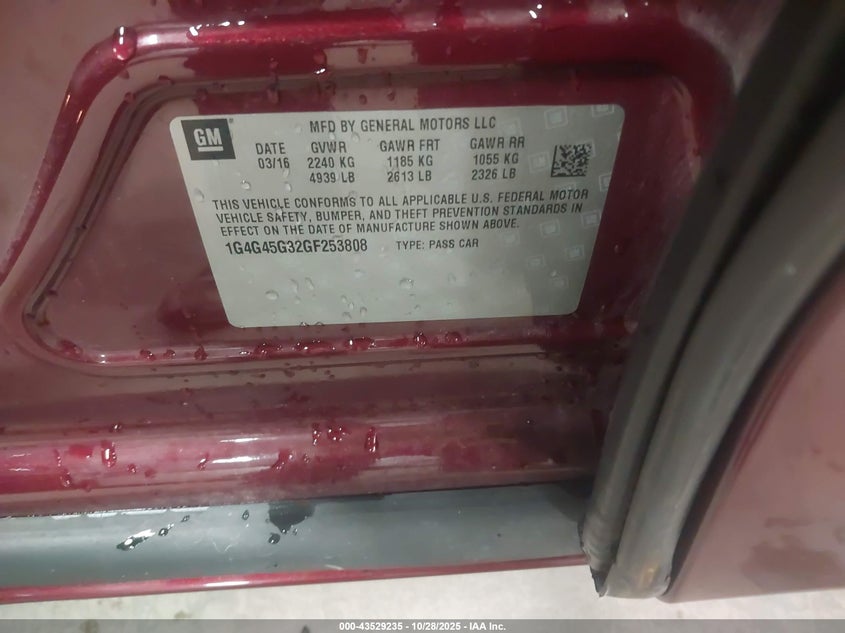 GM
MFD BY GENERAL MOTORS LLC
DATE GVWR GAWR FRT GAWR RR
03/16 2240 KG 1185 KG 1055 KG
4939 LB 2613 LB 2326 LB
THIS VEHICLE CONFORMS TO ALL APPLICABLE U.S. FEDERAL MOTOR
VEHICLE SAFETY, BUMPER, AND THEFT PREVENTION STANDARDS IN
EFFECT ON THE DATE OF MANUFACTURE SHOWN ABOVE.
1G4G45G32GF253808 TYPE: PASS CAR
000-43529235 - 10/28/2025 - IAA Inc.